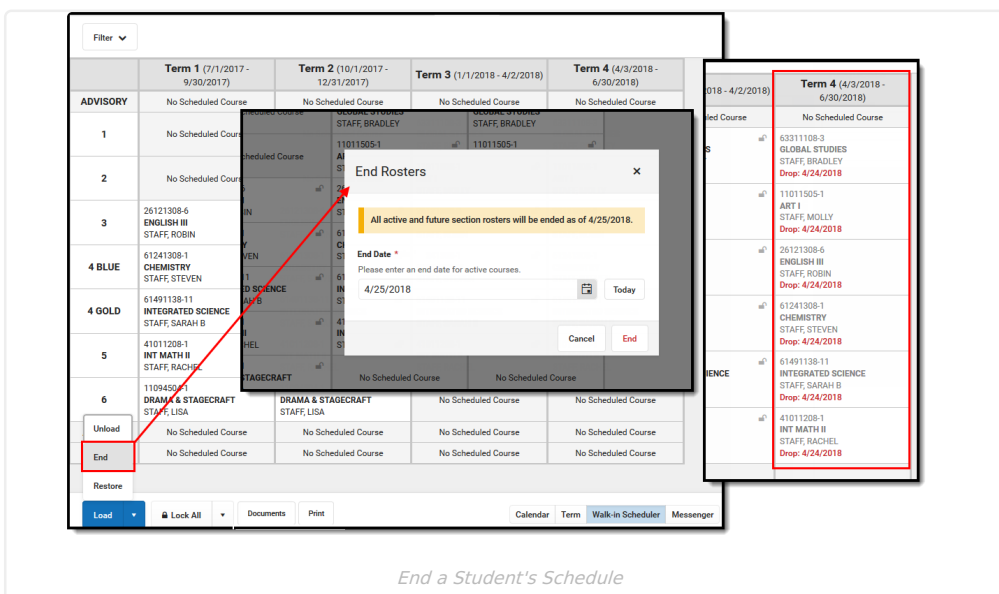 Filter
Term 1 (7/1/2017 -
9/30/2017)
Term 2 (10/1/2017 -
12/31/2017)
Term 3 (1/1/2018 - 4/2/2018)
Term 4 (4/3/2018 -
6/30/2018)
ADVISORY
No Scheduled Course
No Scheduled Course
No Scheduled Course
1
No Scheduled
2
No Scheduled
3
26121308-6
ENGLISH III
STAFF, ROBIN
4 BLUE
61241308-1
CHEMISTRY
STAFF, STEVEN
4 GOLD
61491138-11
INTEGRATED SCIENCE
STAFF, SARAH B
5
41011208-1
INT MATH II
STAFF, RACHEL
6
11094504-1
DRAMA & STAGECRAFT
STAFF, LISA
DRAMA & STAGECRAFT
STAFF, LISA
No Scheduled Course
No Scheduled Course
No Scheduled Course
No Scheduled Course
No Scheduled Course
No Scheduled Course
No Scheduled Course
No Scheduled Course
No Scheduled Course
No Scheduled Course
Unload
End
Restore
Load
Lock All
Documents
Print
Calendar
Term
Walk-in Scheduler
Messenger
GLOBAL STUDIES
STAFF, BRADLEY
GLOBAL STUDIES
STAFF, BRADLEY
11011505-1
11011505-1
No Scheduled Course
No Scheduled Course
End Rosters
All active and future section rosters will be ended as of 4/25/2018.
End Date *
Please enter an end date for active courses.
4/25/2018
Today
Cancel
End
2018 - 4/2/2018)
Term 4 (4/3/2018 -
6/30/2018)
Course
No Scheduled Course
63311108-3
GLOBAL STUDIES
STAFF, BRADLEY
Drop: 4/24/2018
11011505-1
ART I
STAFF, MOLLY
Drop: 4/24/2018
26121308-6
ENGLISH III
STAFF, ROBIN
Drop: 4/24/2018
61241308-1
CHEMISTRY
STAFF, STEVEN
Drop: 4/24/2018
61491138-11
INTEGRATED SCIENCE
STAFF, SARAH B
Drop: 4/24/2018
41011208-1
INT MATH II
STAFF, RACHEL
Drop: 4/24/2018
End a Student's Schedule